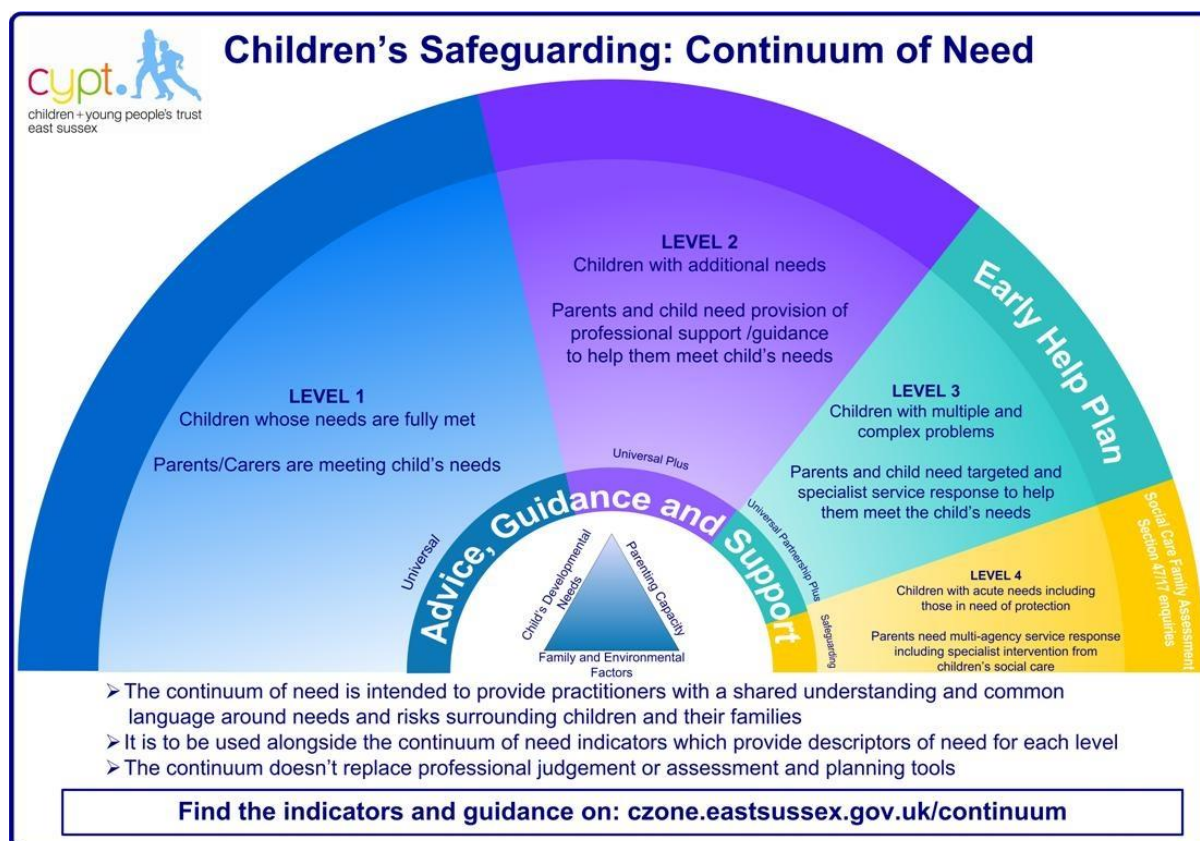 Children's Safeguarding: Continuum of Need
cypt.
children + young people's trust
east sussex
LEVEL 1
Children whose needs are fully met
Parents/Carers are meeting child's needs
LEVEL 2
Children with additional needs
Parents and child need provision of
professional support /guidance
to help them meet child's needs
LEVEL 3
Children with multiple and
complex problems
Parents and child need targeted and
specialist service response to help
them meet the child's needs
Early Help Plan
LEVEL 4
Children with acute needs including
those in need of protection
Parents need multi-agency service response
including specialist intervention from
children's social care
Social Care Family Assessment
Section 47/17 enquiries
Universal
Universal Plus
Universal Partnership Plus
Safeguarding
Advice, Guidance and Support
Child's Developmental
Needs
Parenting Capacity
Family and Environmental
Factors
➢ The continuum of need is intended to provide practitioners with a shared understanding and common
language around needs and risks surrounding children and their families
➢ It is to be used alongside the continuum of need indicators which provide descriptors of need for each level
➢ The continuum doesn't replace professional judgement or assessment and planning tools
Find the indicators and guidance on: czone.eastsussex.gov.uk/continuum